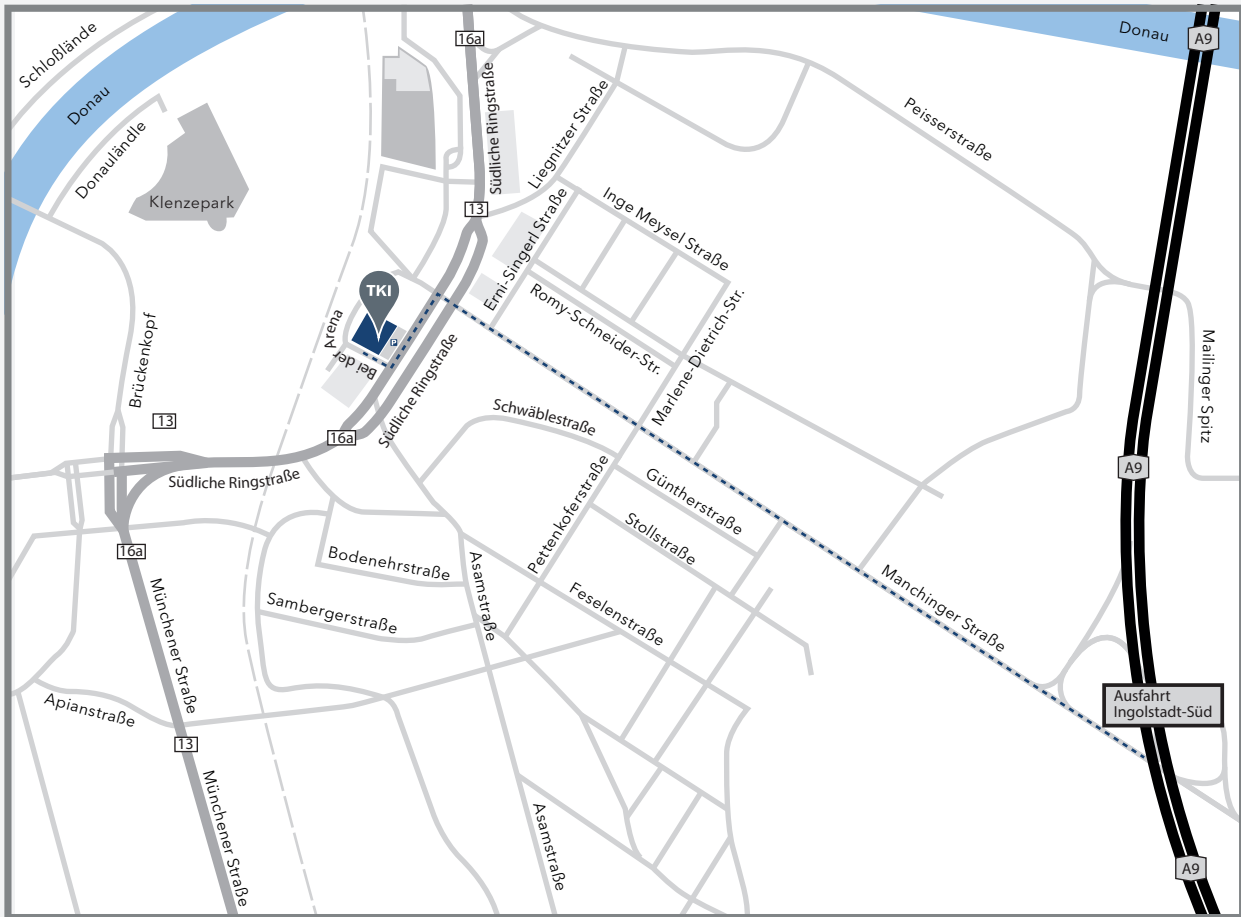 16a
A9
Donau
Schloßlände
Donau
Südliche Ringstraße
Peisserstraße
Liegnitzer Straße
Donauländle
Klenzepark
13
Inge Meysel Straße
Erni-Singerl Straße
TKI
Romy-Schneider-Str.
Marlene-Dietrich-Str.
Arena
Bei der
P
Brückenkopf
Mailinger Spitz
Südliche Ringstraße
13
Schwäblestraße
16a
A9
Südliche Ringstraße
Güntherstraße
Pettenkoferstraße
Stollstraße
16a
Bodenehrstraße
Asamstraße
Manchinger Straße
Münchener Straße
Sambergerstraße
Feselenstraße
Ausfahrt
Ingolstadt-Süd
Apianstraße
13
Münchener Straße
Asamstraße
A9